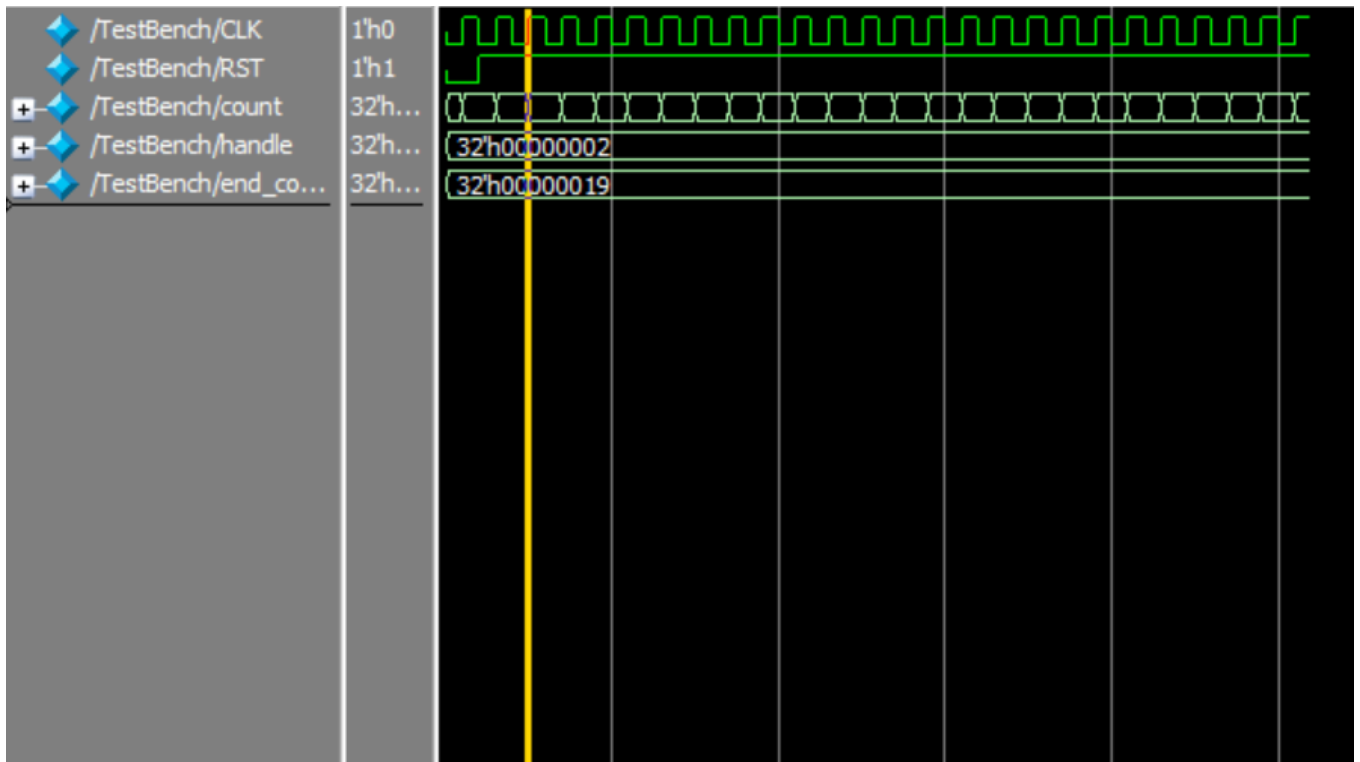 /TestBench/CLK 1'h0
/TestBench/RST 1'h1
/TestBench/count 32'h...
/TestBench/handle 32'h... 32'h00000002
/TestBench/end_co... 32'h... 32'h00000019